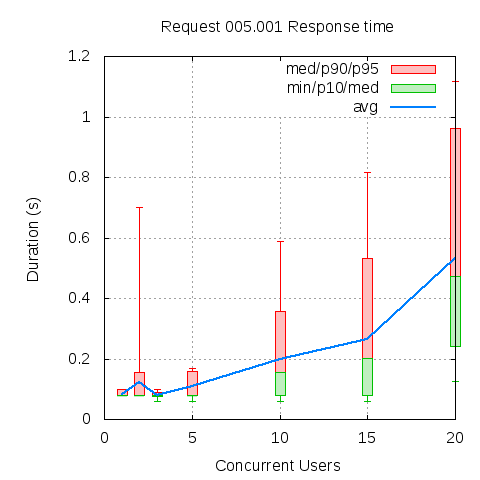 Request 005.001 Response time
med/p90/p95
min/p10/med
avg
Duration (s)
1.2
1
0.8
0.6
0.4
0.2
0
0 5 10 15 20
Concurrent Users